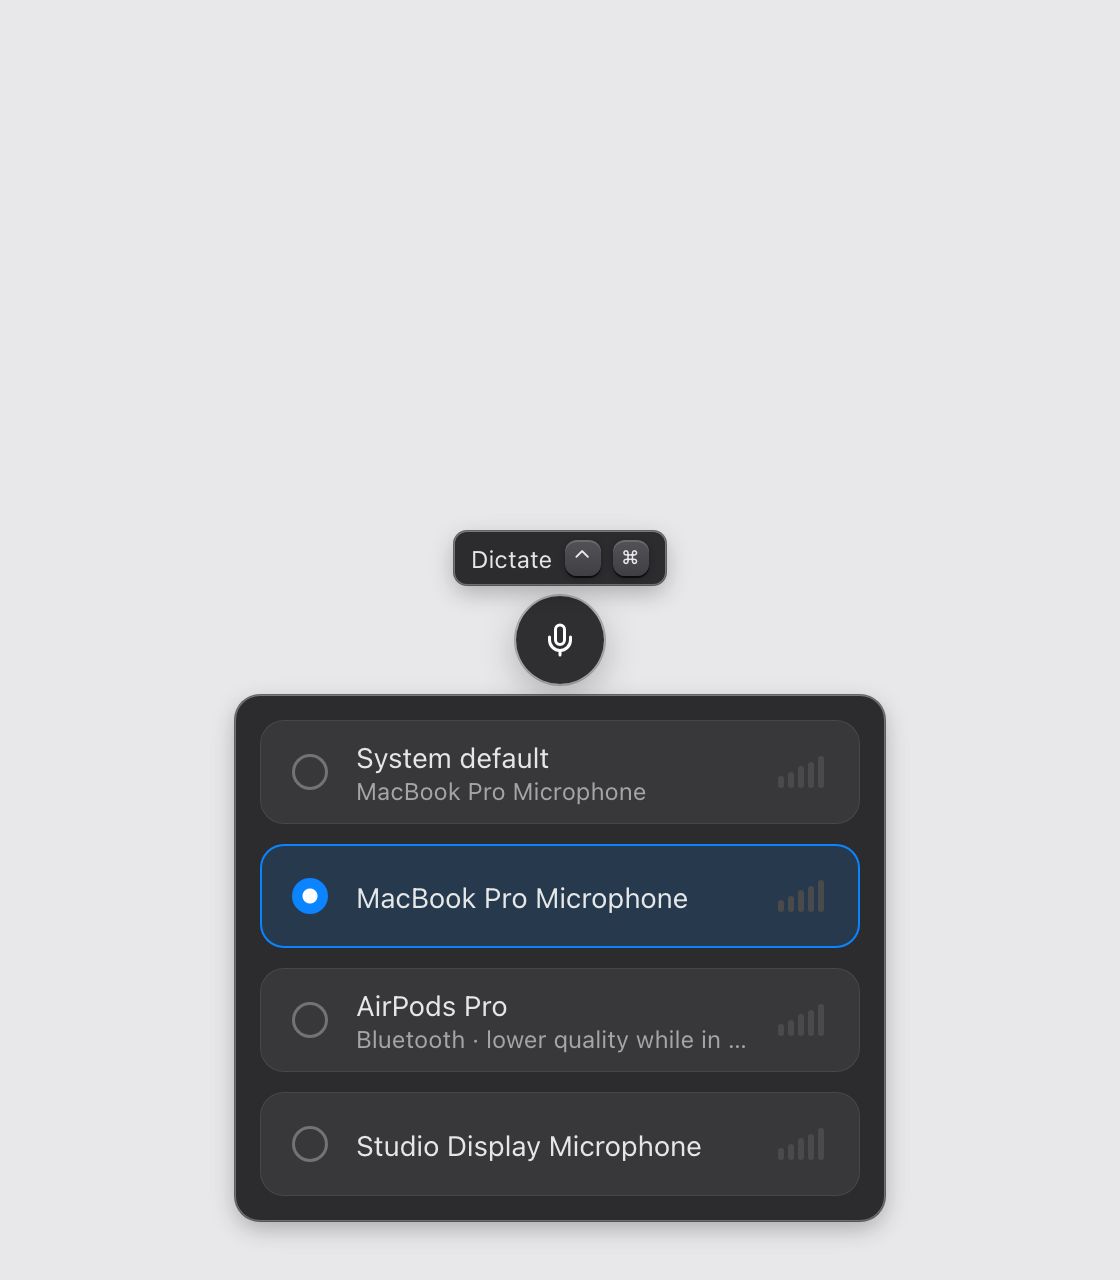 Dictate ^ ⌘
System default
MacBook Pro Microphone
MacBook Pro Microphone
AirPods Pro
Bluetooth · lower quality while in ...
Studio Display Microphone